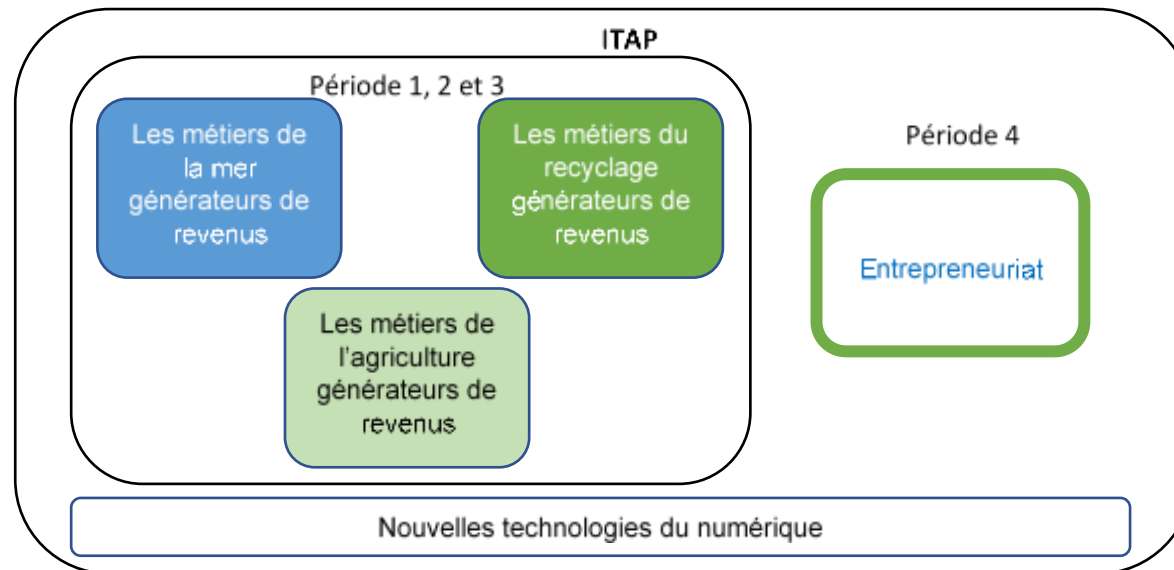 ITAP
Période 1, 2 et 3
Les métiers de
la mer
générateurs de
revenus
Les métiers du
recyclage
générateurs de
revenus
Les métiers de
l'agriculture
générateurs de
revenus
Période 4
Entrepreneuriat
Nouvelles technologies du numérique